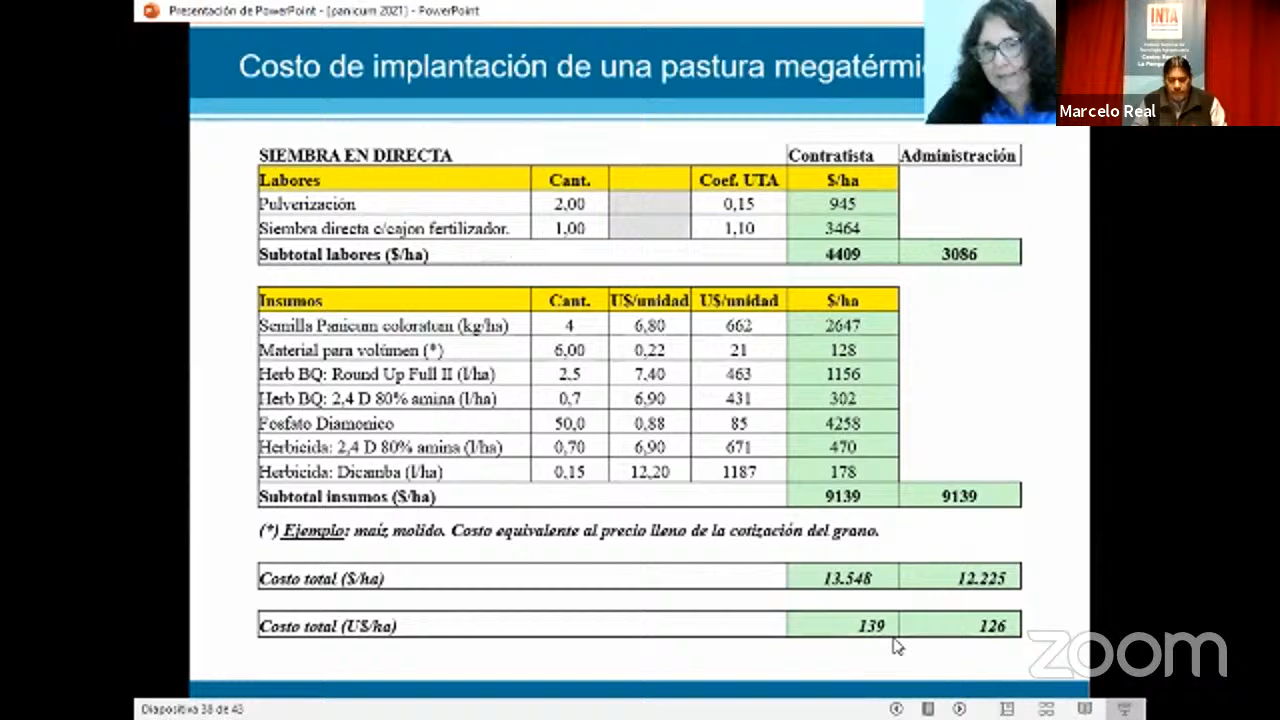 Presentación de PowerPoint - [panicum 2021] - PowerPoint
Costo de implantación de una pastura megatérmi
INTA
Marcelo Real
SIEMBRA EN DIRECTA Contratista Administración
Labores Cant. Coef. UTA $/ha
Pulverización 2,00 0,15 945
Siembra directa c/cajon fertilizador. 1,00 1,10 3464
Subtotal labores ($/ha) 4409 3086
Insumos Cant. U$/unidad U$/unidad $/ha
Semilla Panicum coloratum (kg/ha) 4 6,80 662 2647
Material para volúmen (*) 6,00 0,22 21 128
Herb BQ: Round Up Full II (l/ha) 2,5 7,40 463 1156
Herb BQ: 2,4 D 80% amina (l/ha) 0,7 6,90 431 302
Fosfato Diamonico 50,0 0,88 85 4258
Herbicida: 2,4 D 80% amina (l/ha) 0,70 6,90 671 470
Herbicida: Dicamba (l/ha) 0,15 12,20 1187 178
Subtotal insumos ($/ha) 9139 9139
(*) Ejemplo: maíz molido. Costo equivalente al precio lleno de la cotización del grano.
Costo total ($/ha) 13.548 12.225
Costo total (U$/ha) 139 126
zoom
Diapositiva 38 de 43